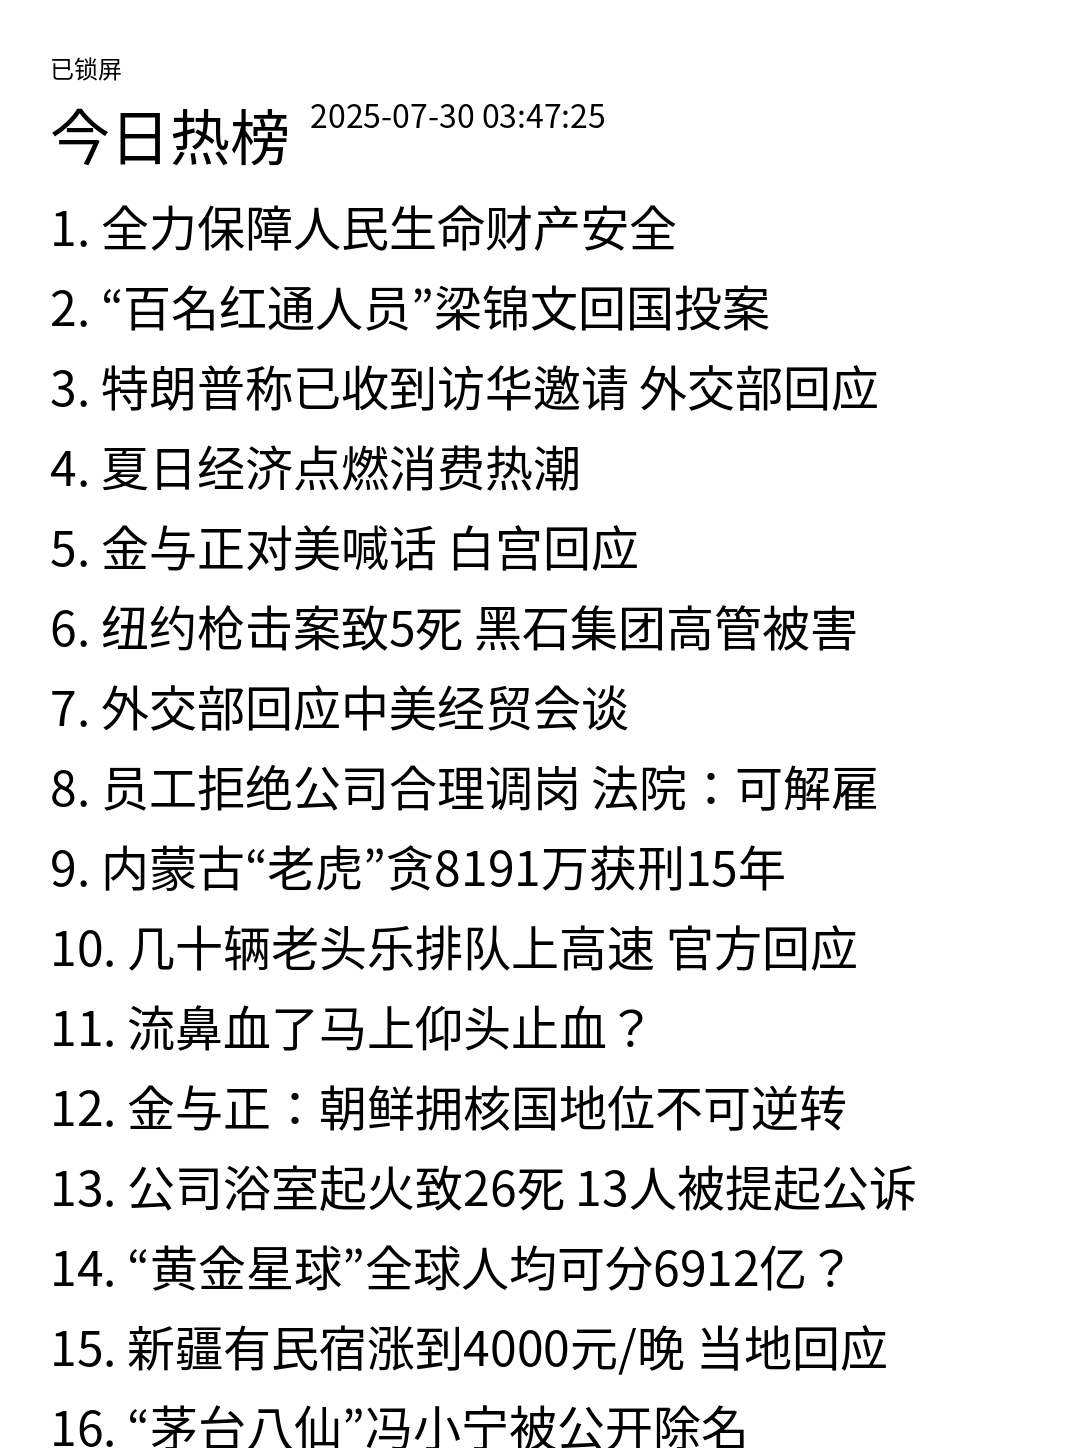 已锁屏
今日热榜 2025-07-30 03:47:25
1. 全力保障人民生命财产安全
2. “百名红通人员”梁锦文回国投案
3. 特朗普称已收到访华邀请 外交部回应
4. 夏日经济点燃消费热潮
5. 金与正对美喊话 白宫回应
6. 纽约枪击案致5死 黑石集团高管被害
7. 外交部回应中美经贸会谈
8. 员工拒绝公司合理调岗 法院：可解雇
9. 内蒙古“老虎”贪8191万获刑15年
10. 几十辆老头乐排队上高速 官方回应
11. 流鼻血了马上仰头止血？
12. 金与正：朝鲜拥核国地位不可逆转
13. 公司浴室起火致26死 13人被提起公诉
14. “黄金星球”全球人均可分6912亿？
15. 新疆有民宿涨到4000元/晚 当地回应
16. “茅台八仙”冯小宁被公开除名